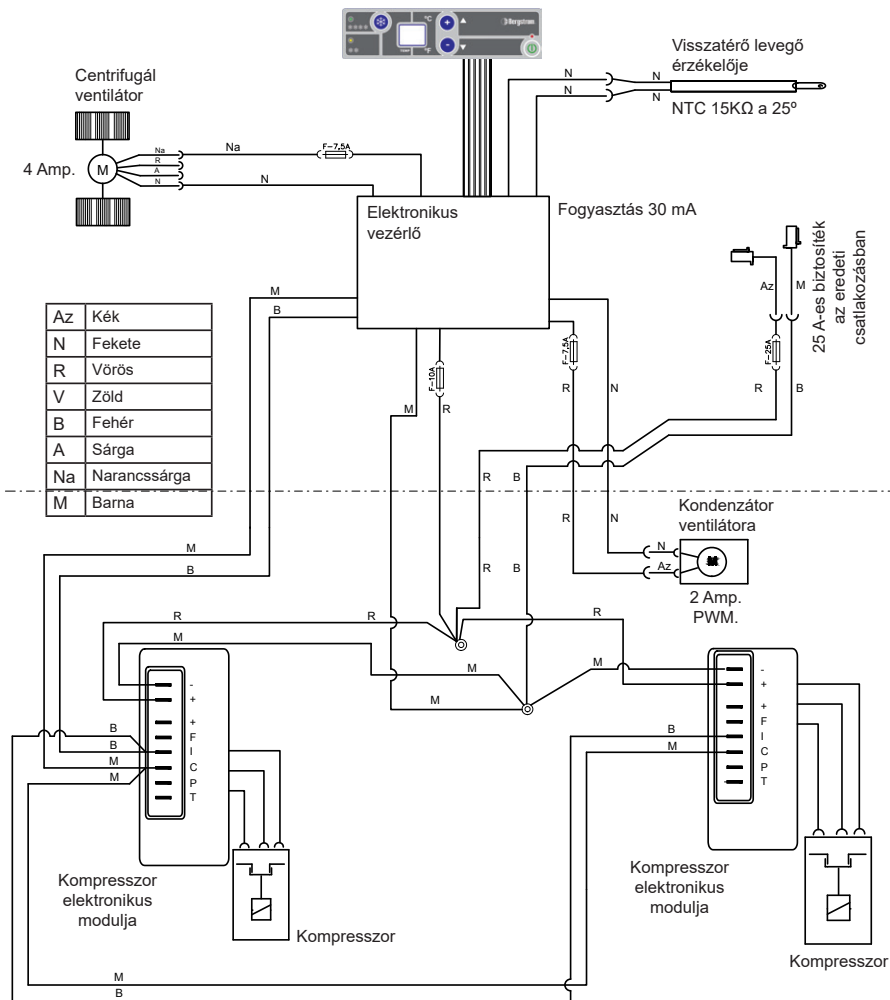 °C
°F
Bergstrom
Centrifugál
ventilátor
4 Amp.
M
Na
R
A
N
Na
F-7,5A
N
N
N
N
N
Visszatérő levegő
érzékelője
NTC 15KΩ a 25º
Elektronikus
vezérlő
Fogyasztás 30 mA
25 A-es biztosíték
az eredeti
csatlakozásban
Az
M
F-25A
R
B
M
B
Az Kék
N Fekete
R Vörös
V Zöld
B Fehér
A Sárga
Na Narancssárga
M Barna
F-10A
M
R
F-7,5A
R
N
R
B
R
N
Kondenzátor
ventilátora
N
Az
M
2 Amp.
PWM.
M
B
R
B
R
R
R
M
M
M
M
-
+
+
F
I
C
P
T
B
B
M
M
-
+
+
F
I
C
P
T
B
M
Kompresszor
elektronikus
modulja
Kompresszor
Kompresszor
elektronikus
modulja
Kompresszor
M
B